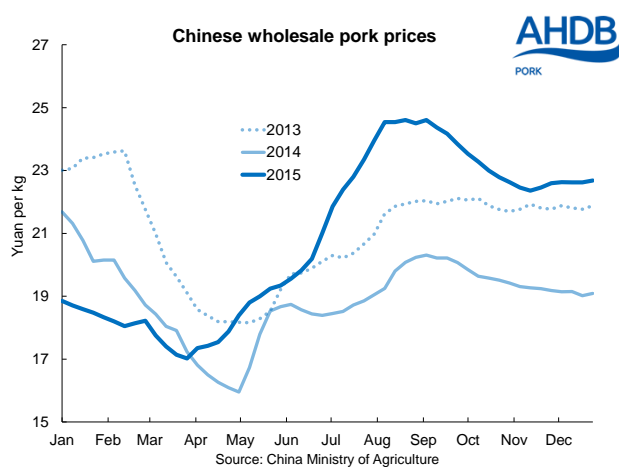 Chinese wholesale pork prices
AHDB
PORK
27
25
23
21
19
17
15
Yuan per kg
2013
2014
2015
Jan Feb Mar Apr May Jun Jul Aug Sep Oct Nov Dec
Source: China Ministry of Agriculture